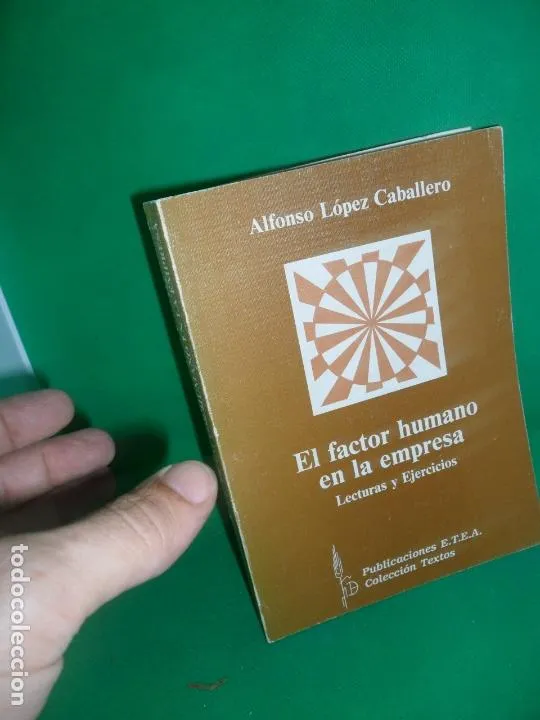 Alfonso López Caballero
El factor humano
en la empresa
Lecturas y Ejercicios
Publicaciones E.T.E.A.
Colección Textos
todocoleccion